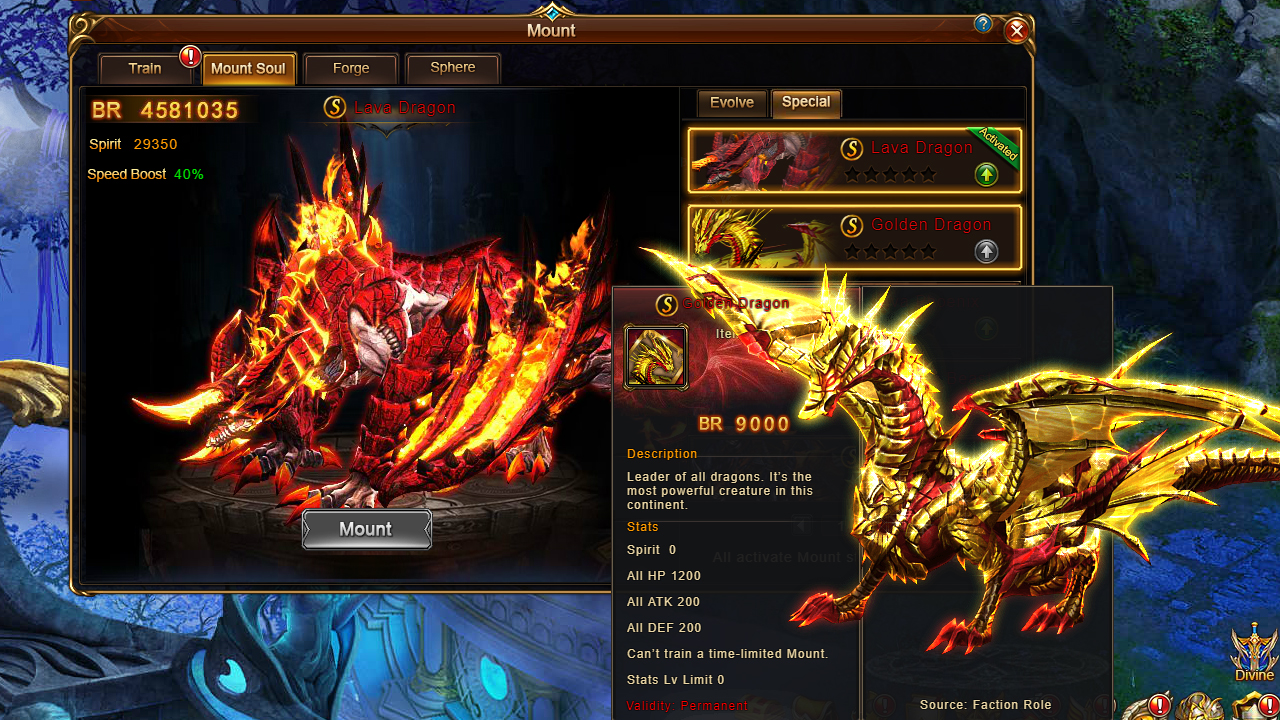 Mount
Train
Mount Soul
Forge
Sphere
BR 4581035
Spirit 29350
Speed Boost 40%
S Lava Dragon
Mount
Evolve
Special
S Lava Dragon
Activated
S Golden Dragon
S Golden Dragon
BR 9000
Description
Leader of all dragons. It's the
most powerful creature in this
continent.
Stats
Spirit 0
All HP 1200
All ATK 200
All DEF 200
Can't train a time-limited Mount.
Stats Lv Limit 0
Validity: Permanent
All activate Mount
Source: Faction Role
Divine